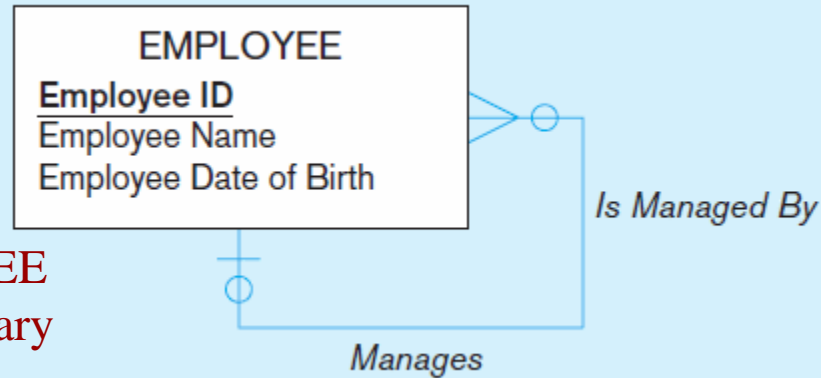 EMPLOYEE
Employee ID
Employee Name
Employee Date of Birth
Is Managed By
EE
ary
Manages